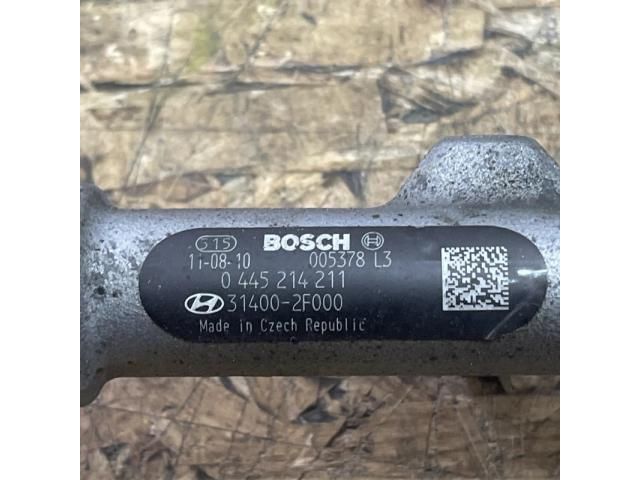 515 BOSCH
11-08-10 005378 L3
0 445 214 211
31400-2F000
Made in Czech Republic